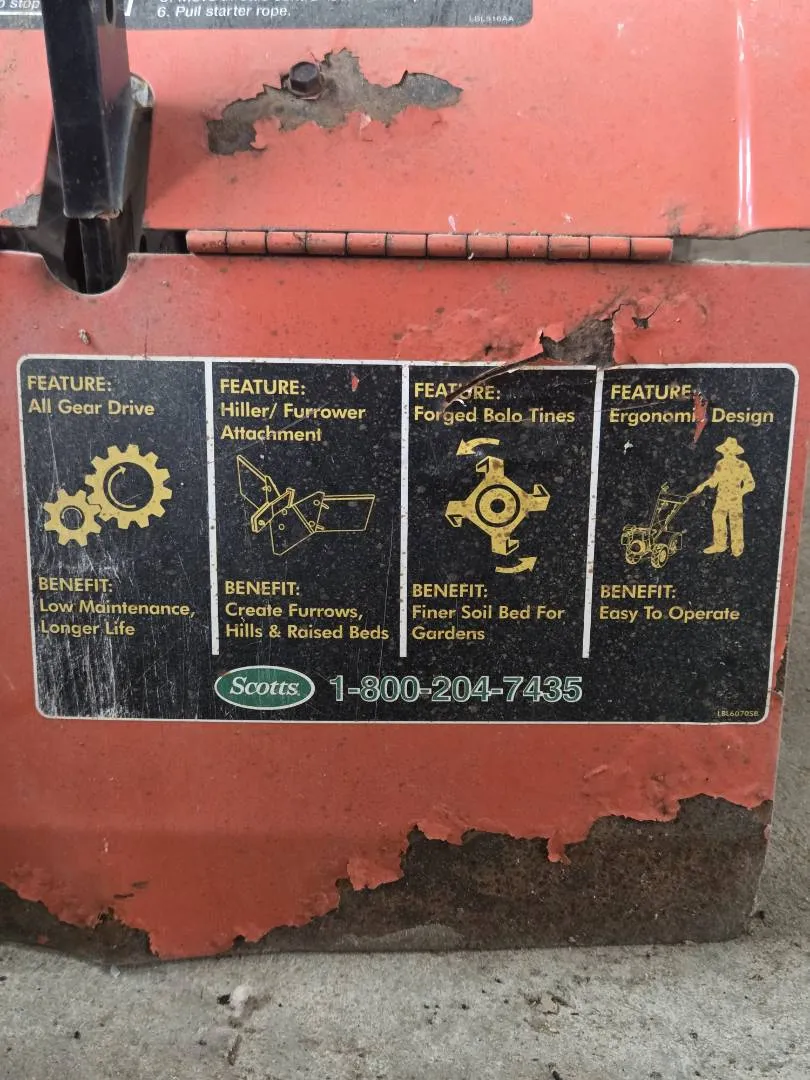 6. Pull starter rope.
LBL516AA
FEATURE:
All Gear Drive
BENEFIT:
Low Maintenance,
Longer Life
FEATURE:
Hiller/ Furrower
Attachment
BENEFIT:
Create Furrows,
Hills & Raised Beds
FEATURE:
Forged Bolo Tines
BENEFIT:
Finer Soil Bed For
Gardens
FEATURE:
Ergonomic Design
BENEFIT:
Easy To Operate
Scotts. 1-800-204-7435
LBL6070SB